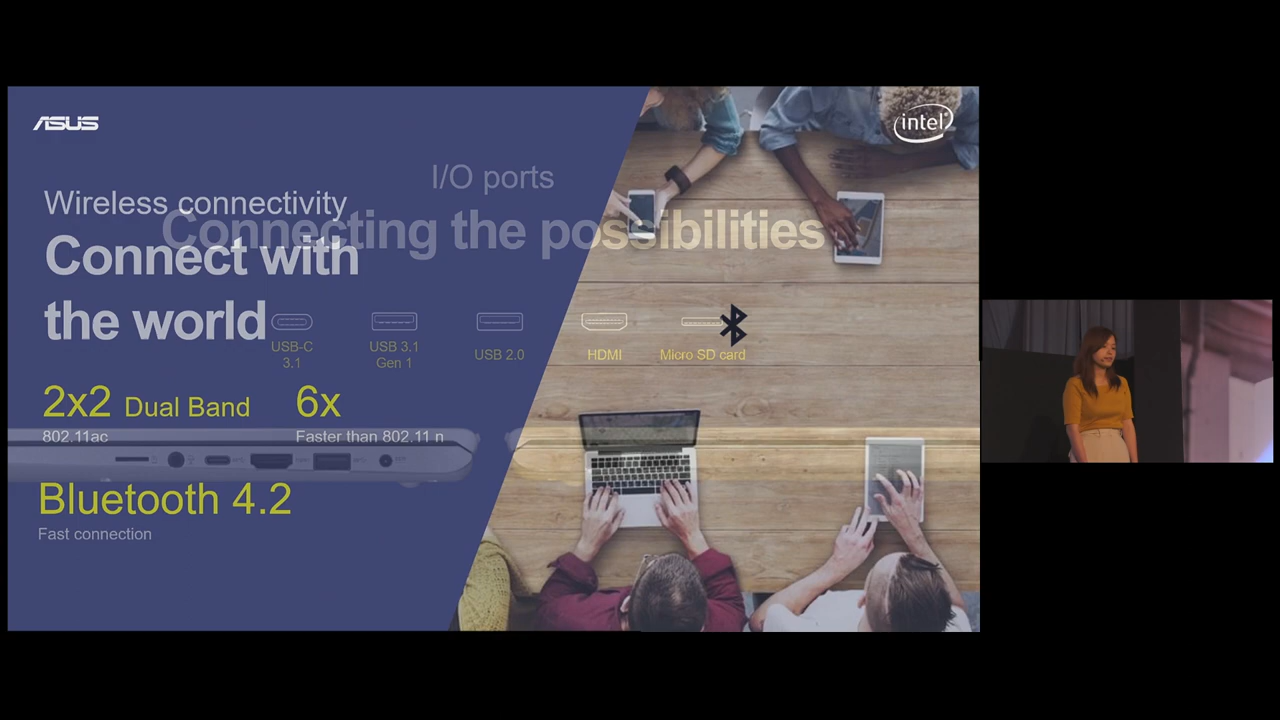 ASUS
intel
I/O ports
Connecting the possibilities
Wireless connectivity
Connect with
the world
USB-C
3.1
USB 3.1
Gen 1
USB 2.0
HDMI
Micro SD card
2x2 Dual Band
802.11ac
6x
Faster than 802.11 n
Bluetooth 4.2
Fast connection